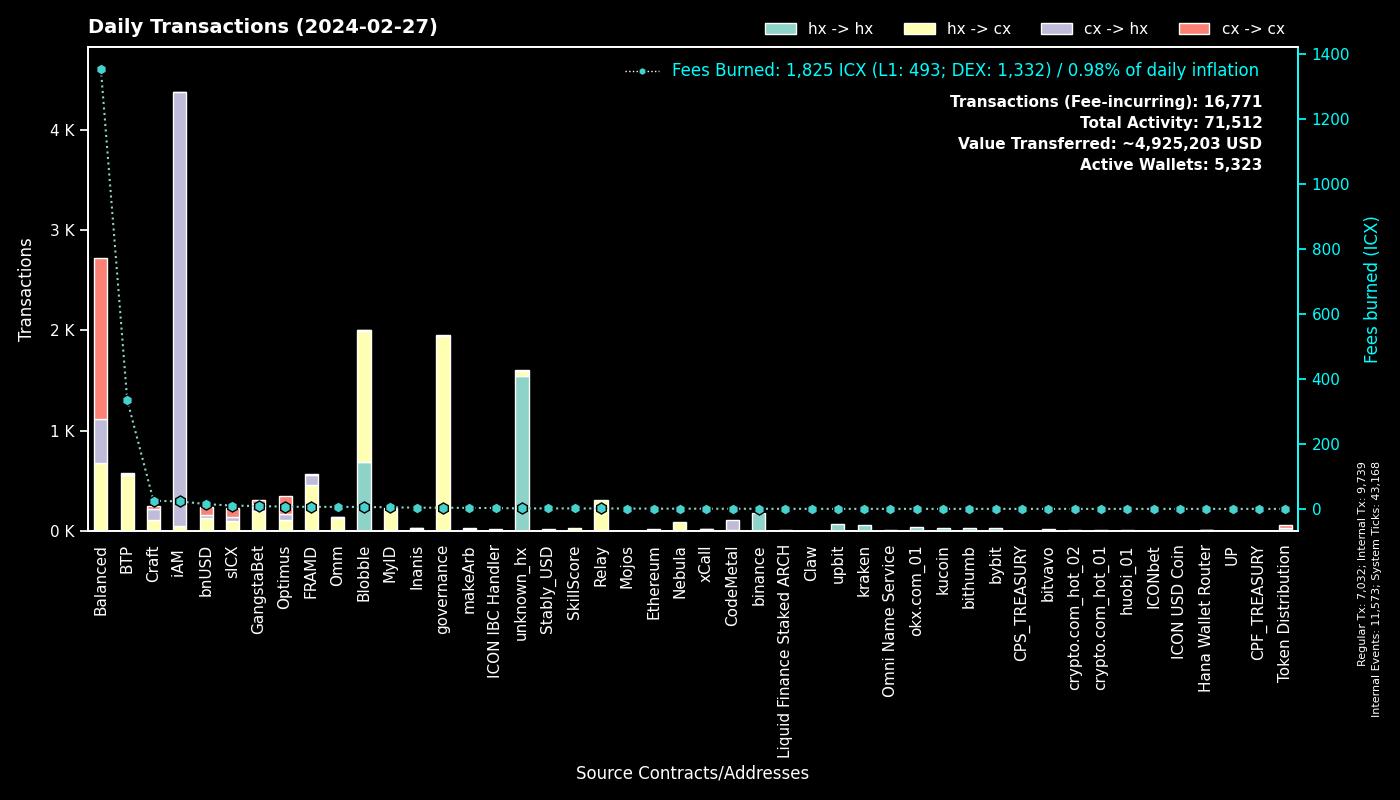 Daily Transactions (2024-02-27)
hx -> hx
hx -> cx
cx -> hx
cx -> cx
Fees Burned: 1,825 ICX (L1: 493; DEX: 1,332) / 0.98% of daily inflation
Transactions (Fee-incurring): 16,771
Total Activity: 71,512
Value Transferred: ~4,925,203 USD
Active Wallets: 5,323
Transactions
4 K
3 K
2 K
1 K
0 K
1400
1200
1000
800
600
400
200
0
Fees burned (ICX)
Regular Tx: 7,032; Internal Tx: 9,739
Internal Events: 11,573; System Ticks: 43,168
Balanced
BTP
Craft
iAM
bnUSD
sICX
GangstaBet
Optimus
FRAMD
Omm
Blobble
MyID
Inanis
governance
makeArb
ICON IBC Handler
unknown_hx
Stably_USD
SkillScore
Relay
Mojos
Ethereum
Nebula
xCall
CodeMetal
binance
Liquid Finance Staked ARCH
Claw
upbit
kraken
Omni Name Service
okx.com_01
kucoin
bithumb
bybit
CPS_TREASURY
bitvavo
crypto.com_hot_02
crypto.com_hot_01
huobi_01
ICONbet
ICON USD Coin
Hana Wallet Router
UP
CPF_TREASURY
Token Distribution
Source Contracts/Addresses